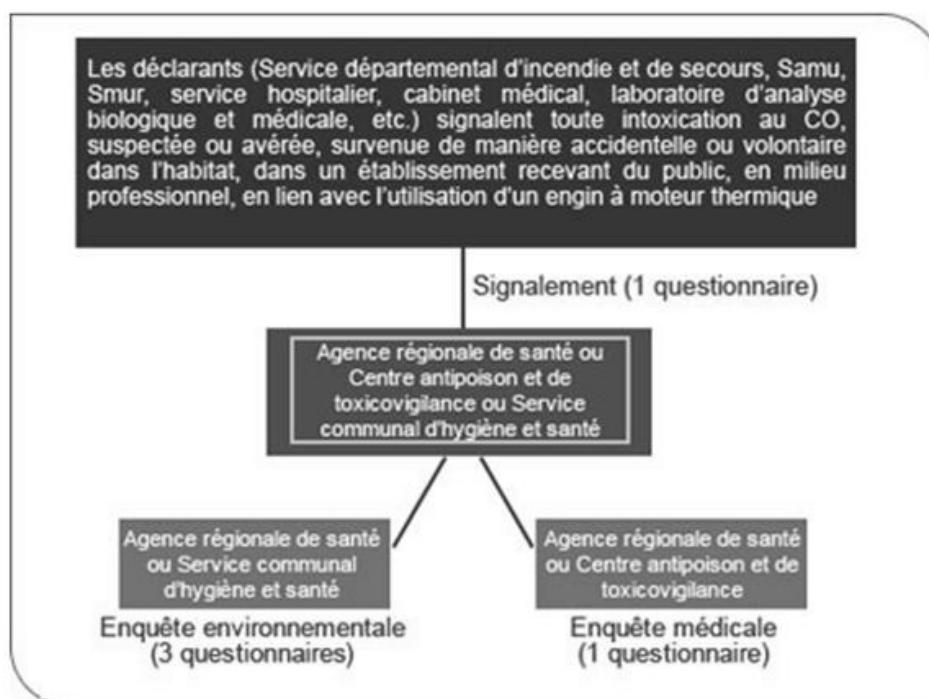 Les déclarants (Service départemental d'incendie et de secours, Samu,
Smur, service hospitalier, cabinet médical, laboratoire d'analyse
biologique et médicale, etc.) signalent toute intoxication au CO,
suspectée ou avérée, survenue de manière accidentelle ou volontaire
dans l'habitat, dans un établissement recevant du public, en milieu
professionnel, en lien avec l'utilisation d'un engin à moteur thermique
Signalement (1 questionnaire)
Agence régionale de santé ou
Centre antipoison et de
toxicovigilance ou Service
communal d'hygiène et santé
Agence régionale de santé
ou Service communal
d'hygiène et santé
Enquête environnementale
(3 questionnaires)
Agence régionale de santé
ou Centre antipoison et de
toxicovigilance
Enquête médicale
(1 questionnaire)